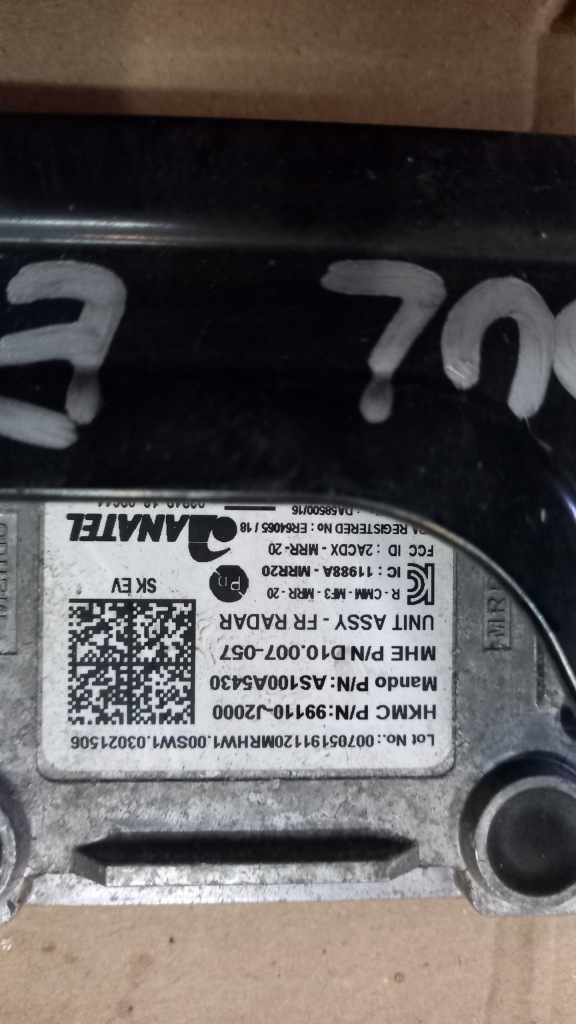 Lot No.:00705191120MRHW1.00SW1.03021506
HKMC P/N:99110-J2000
Mando P/N: AS100A5430
MHE P/N D10.007-057
UNIT ASSY - FR RADAR
R - CMM - MF3 - MRR - 20
IC : 11988A - MRR20
FCC ID : 2ACDX - MRR-20
REGISTERED No : ER64065 / 18
DA58500/16
SK EV
ANATEL